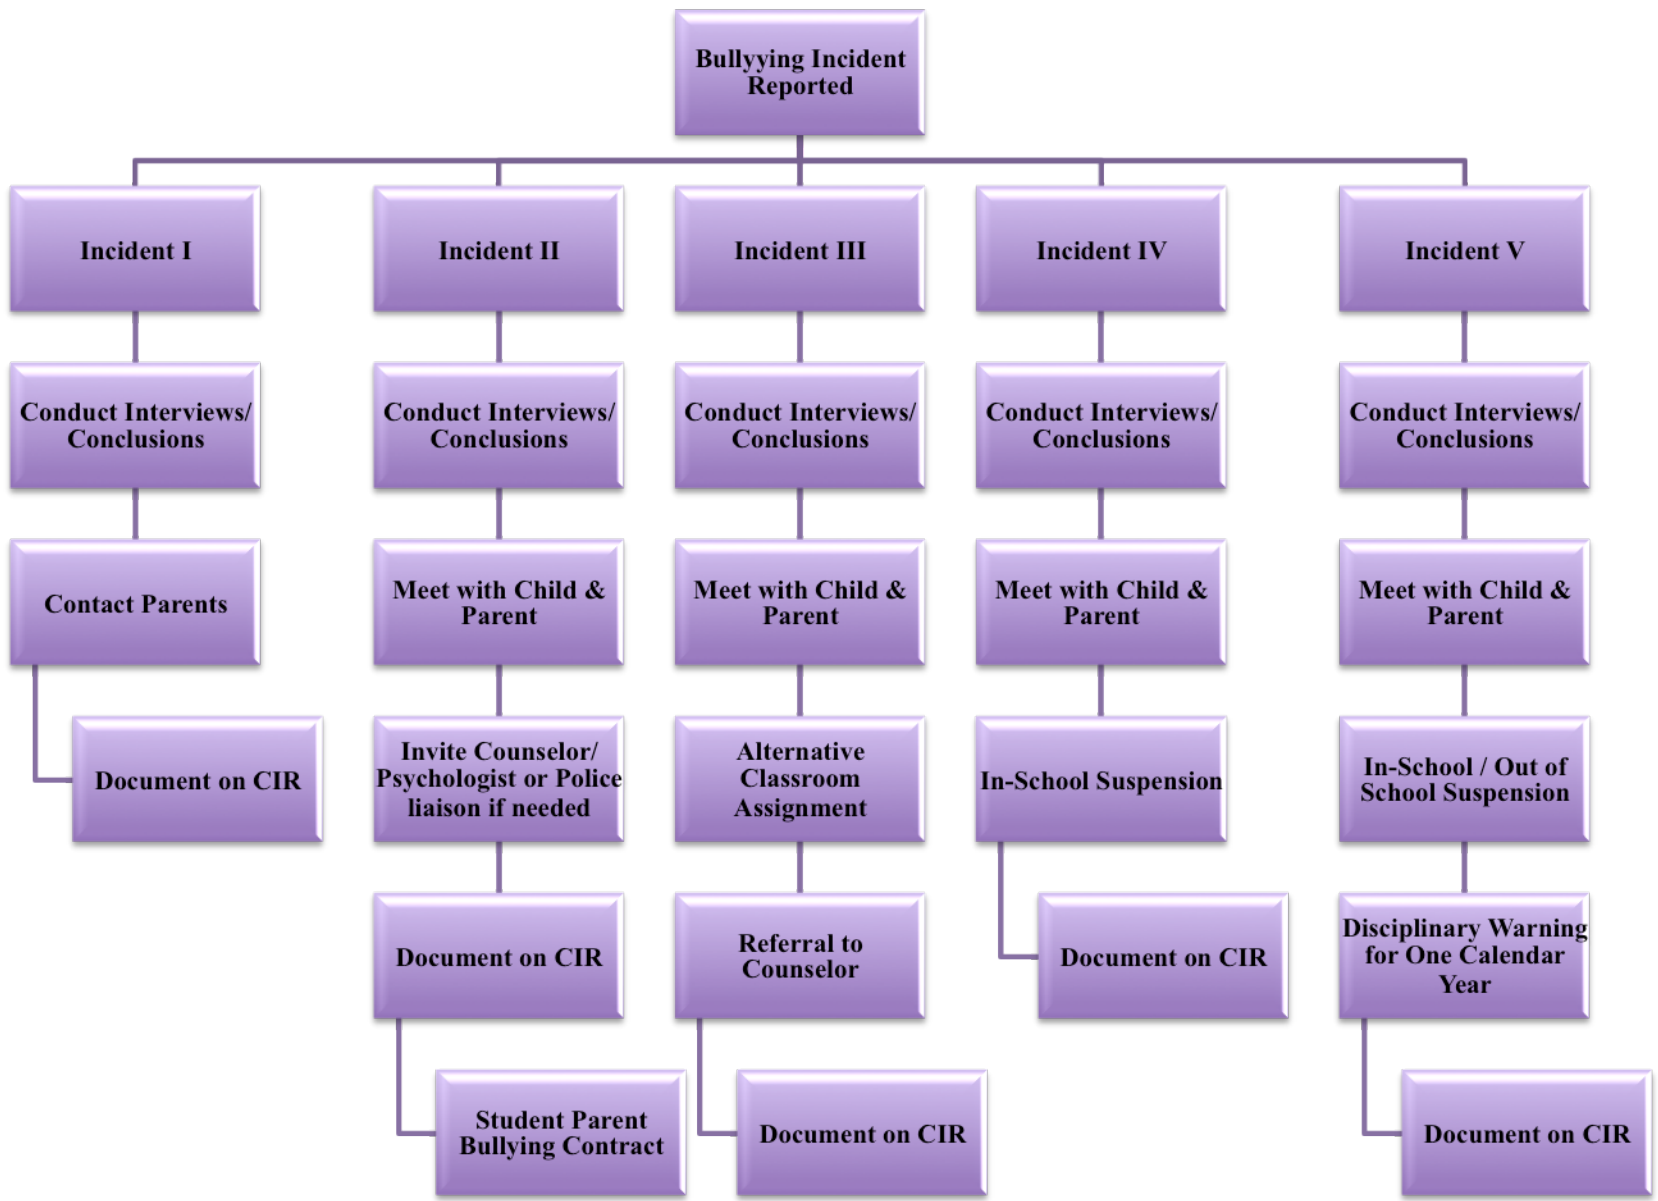 Bullyying Incident
Reported
Incident I
Incident II
Incident III
Incident IV
Incident V
Conduct Interviews/
Conclusions
Conduct Interviews/
Conclusions
Conduct Interviews/
Conclusions
Conduct Interviews/
Conclusions
Conduct Interviews/
Conclusions
Contact Parents
Meet with Child &
Parent
Meet with Child &
Parent
Meet with Child &
Parent
Meet with Child &
Parent
Document on CIR
Invite Counselor/
Psychologist or Police
liaison if needed
Alternative
Classroom
Assignment
In-School Suspension
In-School / Out of
School Suspension
Document on CIR
Referral to
Counselor
Document on CIR
Disciplinary Warning
for One Calendar
Year
Student Parent
Bullying Contract
Document on CIR
Document on CIR